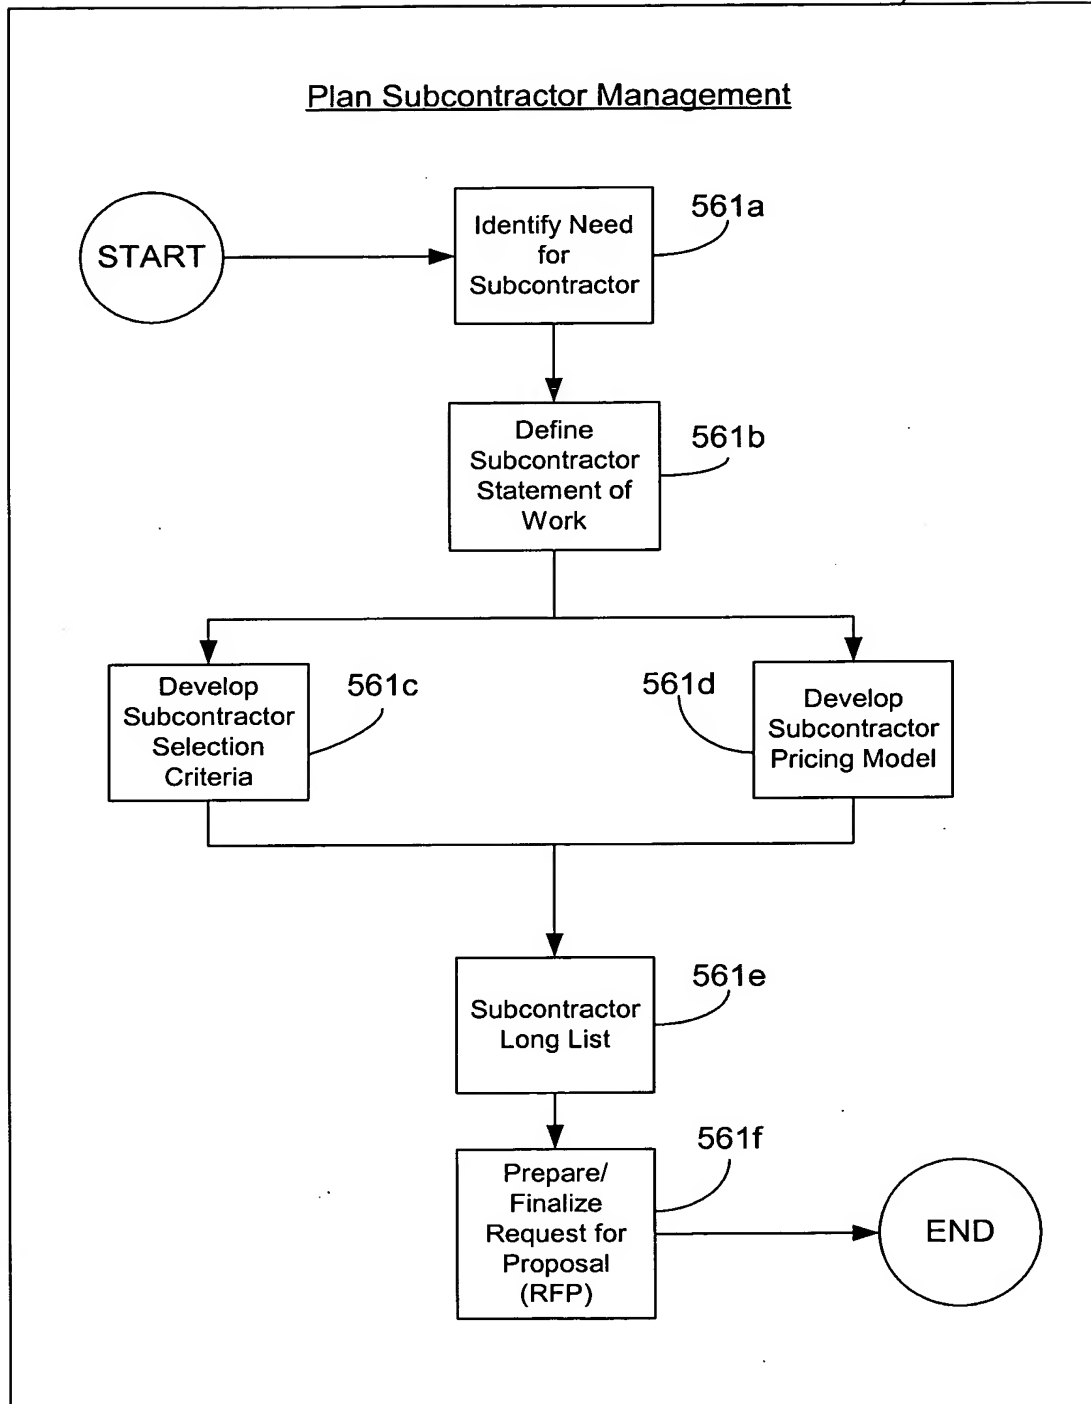 Plan Subcontractor Management
START
Identify Need
for
Subcontractor
561a
Define
Subcontractor
Statement of
Work
561b
Develop
Subcontractor
Selection
Criteria
561c
561d
Develop
Subcontractor
Pricing Model
Subcontractor
Long List
561e
Prepare/
Finalize
Request for
Proposal
(RFP)
561f
END